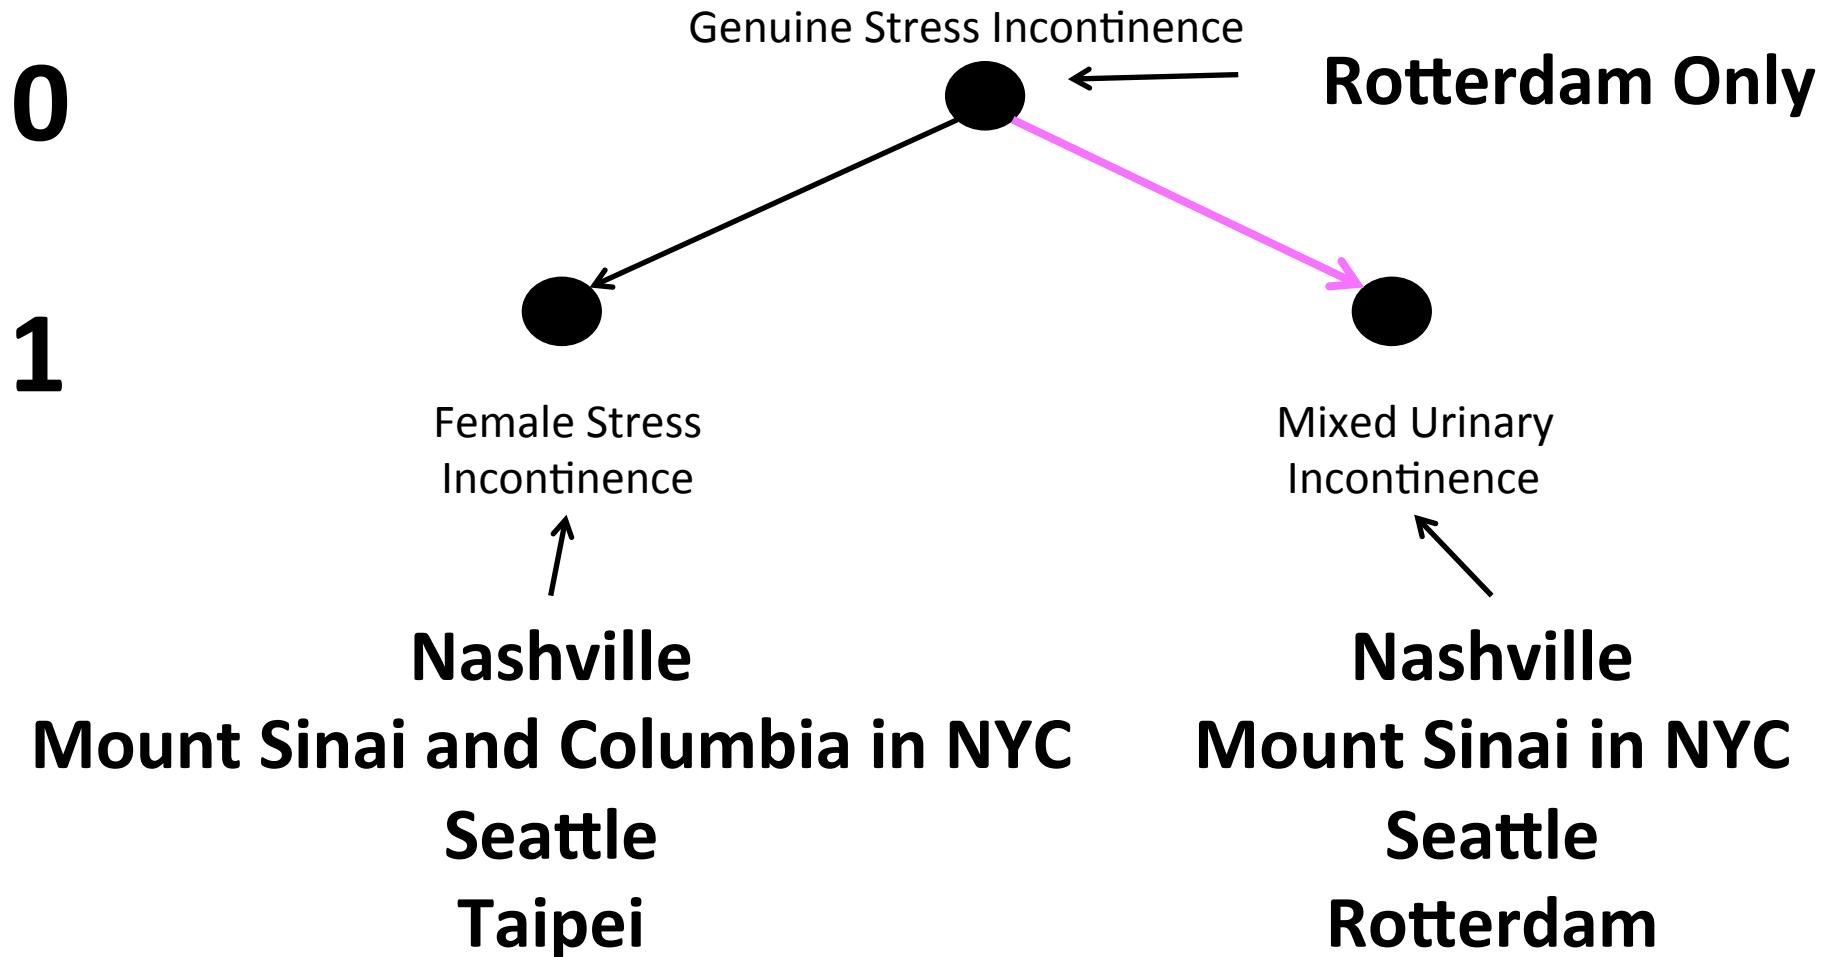 Genuine Stress Incontinence
0
Rotterdam Only
1
Female Stress
Incontinence
Mixed Urinary
Incontinence
Nashville
Mount Sinai and Columbia in NYC
Seattle
Taipei
Nashville
Mount Sinai in NYC
Seattle
Rotterdam